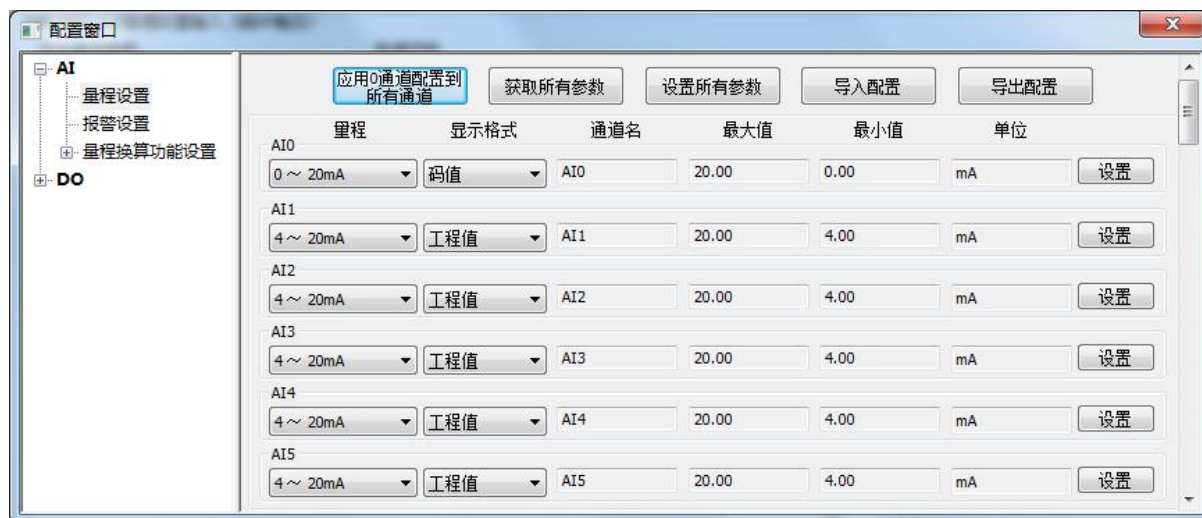 配置窗口
AI
量程设置
报警设置
量程换算功能设置
DO
应用0通道配置到
所有通道
获取所有参数
设置所有参数
导入配置
导出配置
量程 显示格式 通道名 最大值 最小值 单位
AI0
0～ 20mA 码值 AI0 20.00 0.00 mA 设置
AI1
4～ 20mA 工程值 AI1 20.00 4.00 mA 设置
AI2
4～ 20mA 工程值 AI2 20.00 4.00 mA 设置
AI3
4～ 20mA 工程值 AI3 20.00 4.00 mA 设置
AI4
4～ 20mA 工程值 AI4 20.00 4.00 mA 设置
AI5
4～ 20mA 工程值 AI5 20.00 4.00 mA 设置